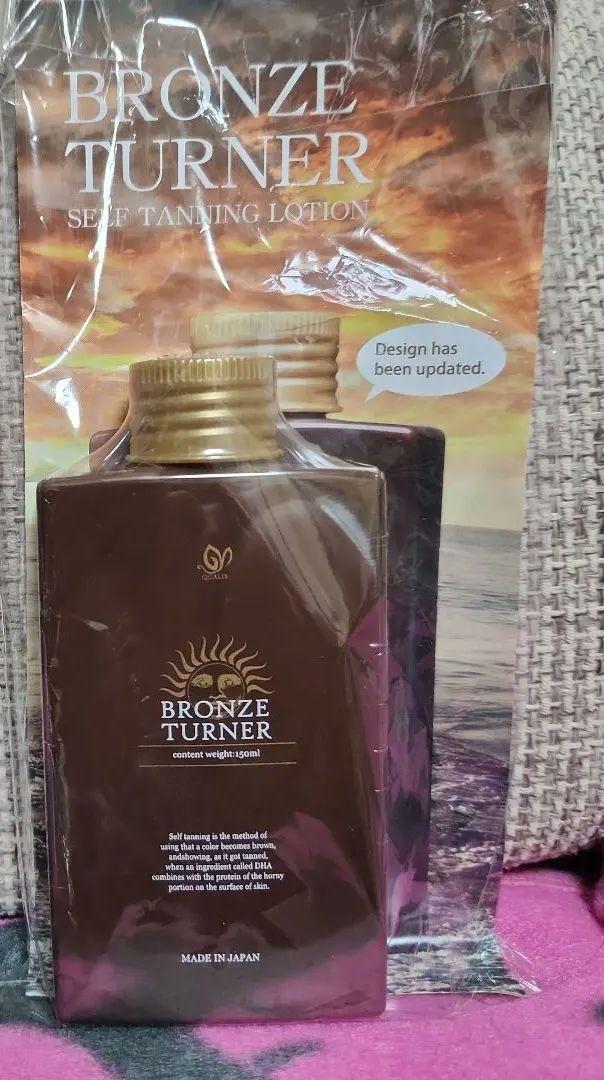 BRONZE
TURNER
SELF TANNING LOTION
Design has
been updated.
QUALIS
BRONZE
TURNER
content weight:150ml
Self tanning is the method of
using that a color becomes brown,
andshowing, as it got tanned,
when an ingredient called DHA
combines with the protein of the horny
portion on the surface of skin.
MADE IN JAPAN